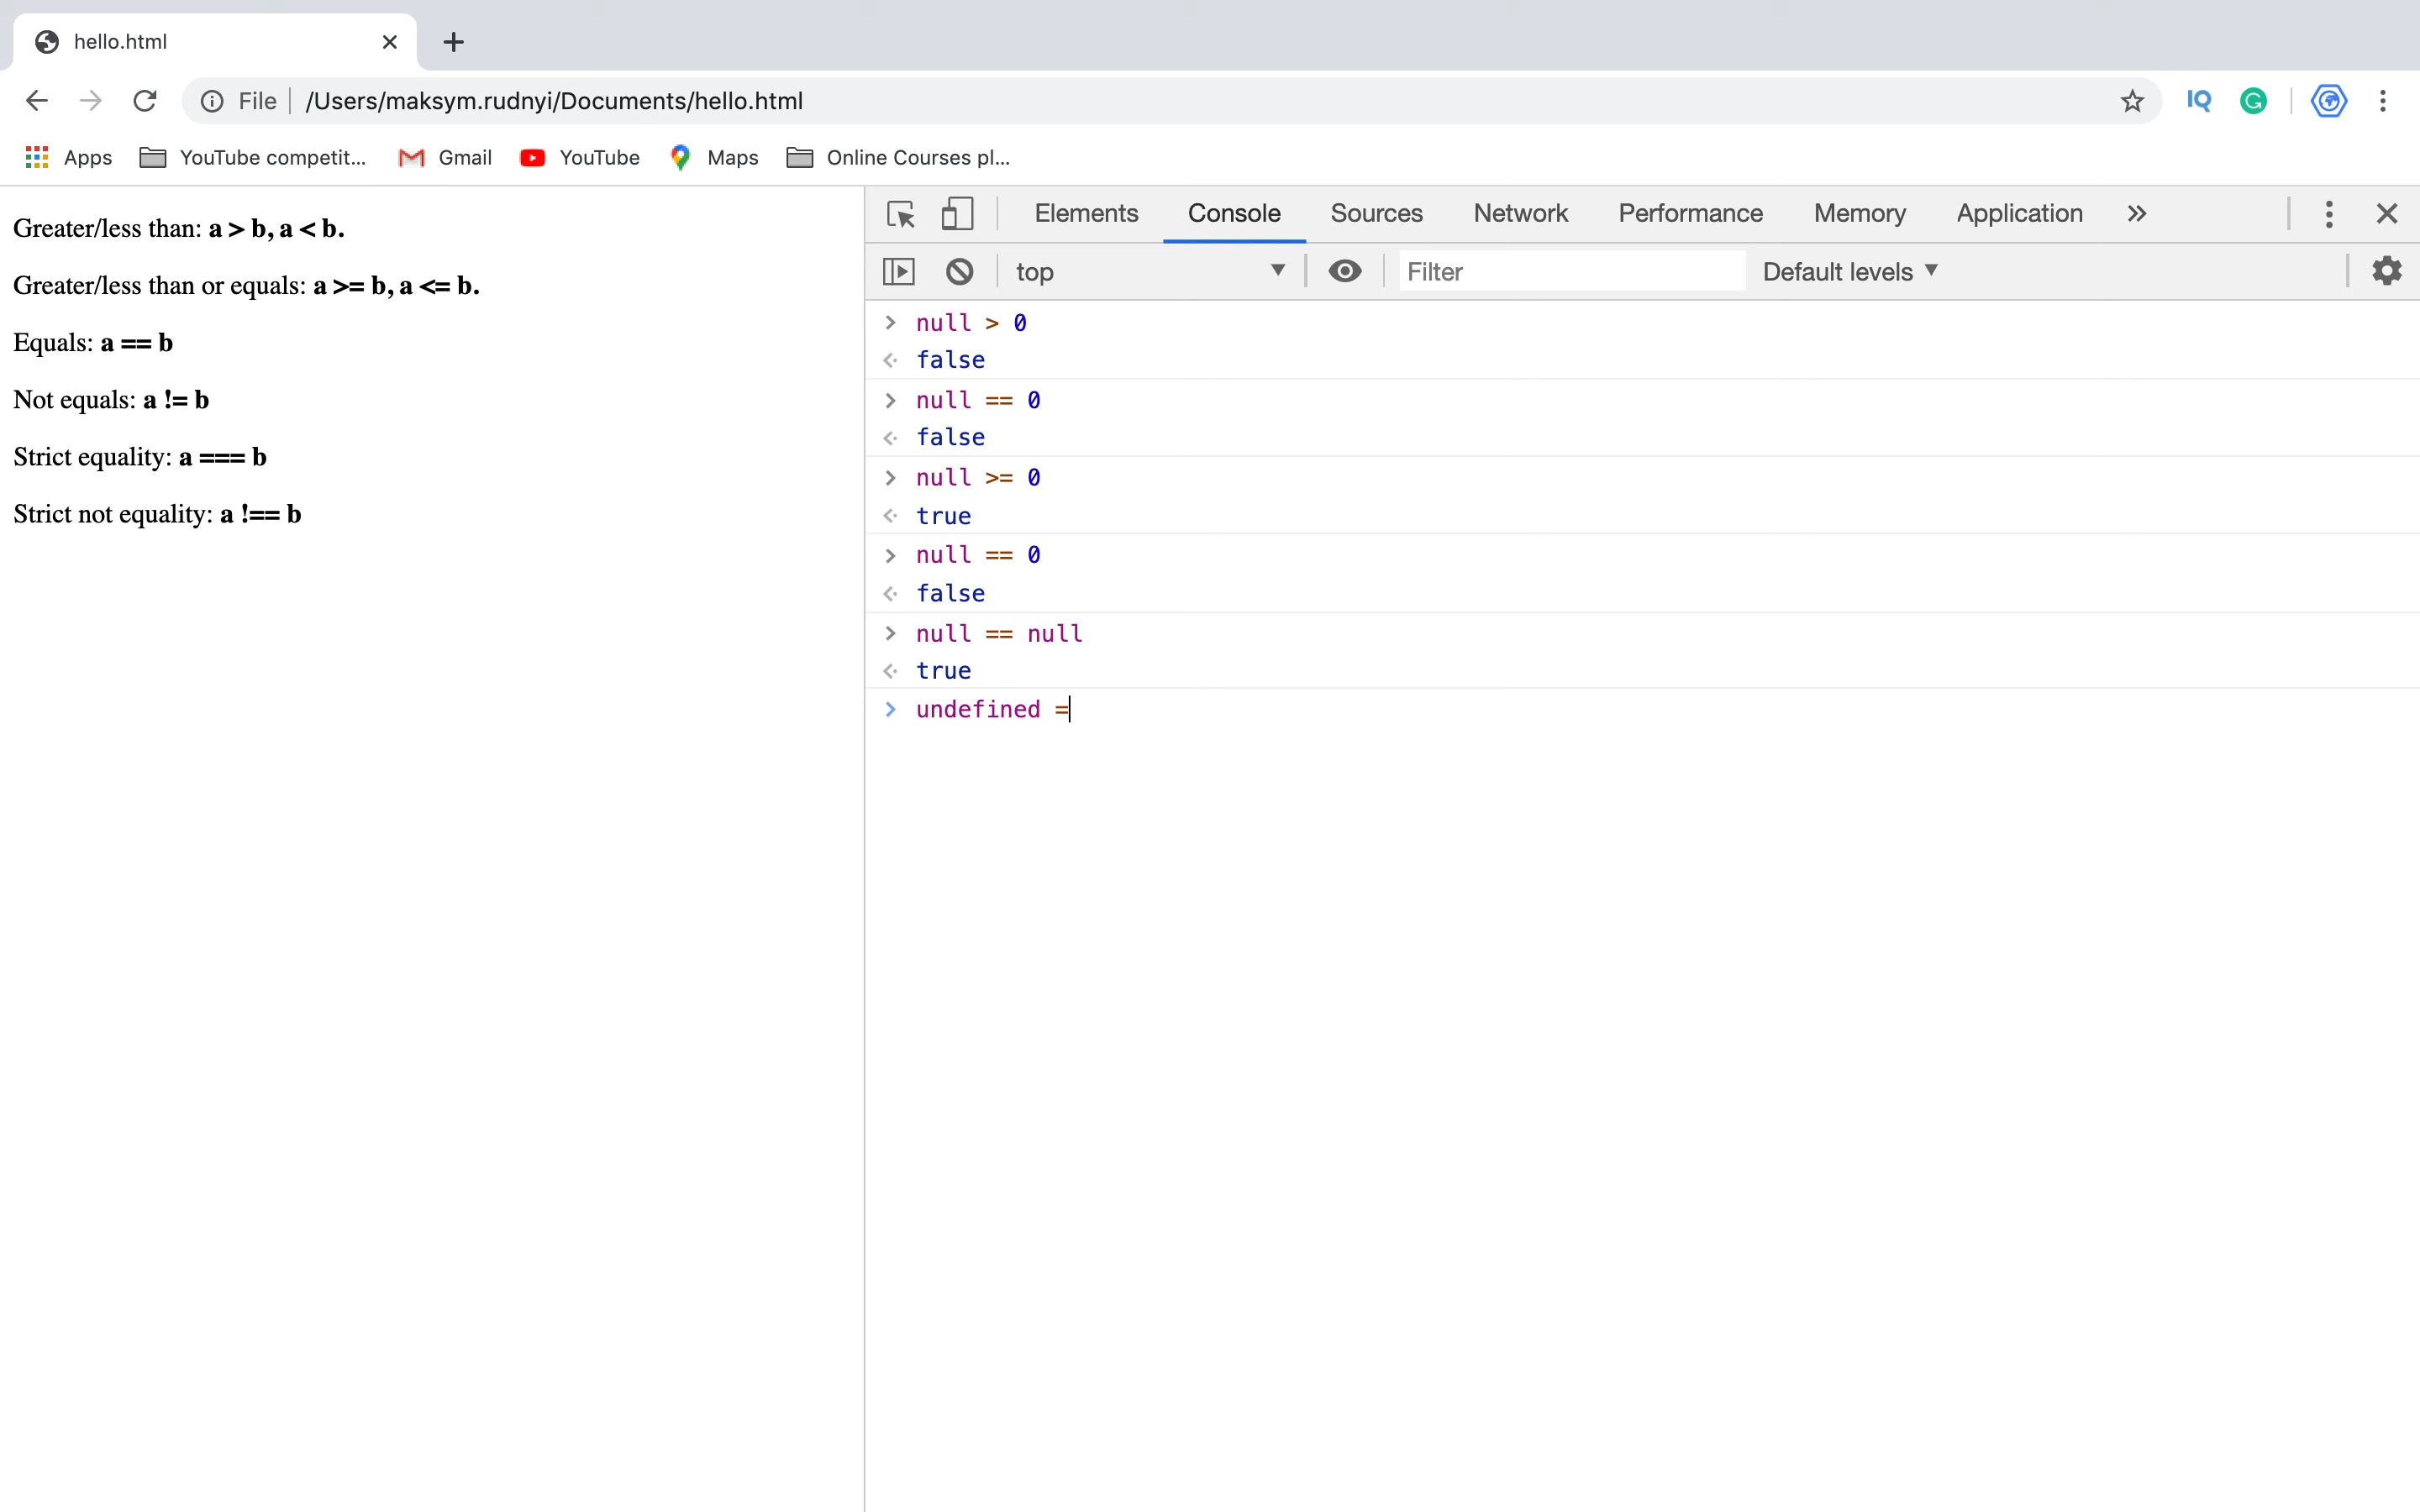 hello.html
File /Users/maksym.rudnyi/Documents/hello.html
IQ
Apps YouTube competit... Gmail YouTube Maps Online Courses pl...
Greater/less than: a > b, a < b.
Greater/less than or equals: a >= b, a <= b.
Equals: a == b
Not equals: a != b
Strict equality: a === b
Strict not equality: a !== b
Elements Console Sources Network Performance Memory Application »
top Filter Default levels
> null > 0
false
> null == 0
false
> null >= 0
true
> null == 0
false
> null == null
true
> undefined =